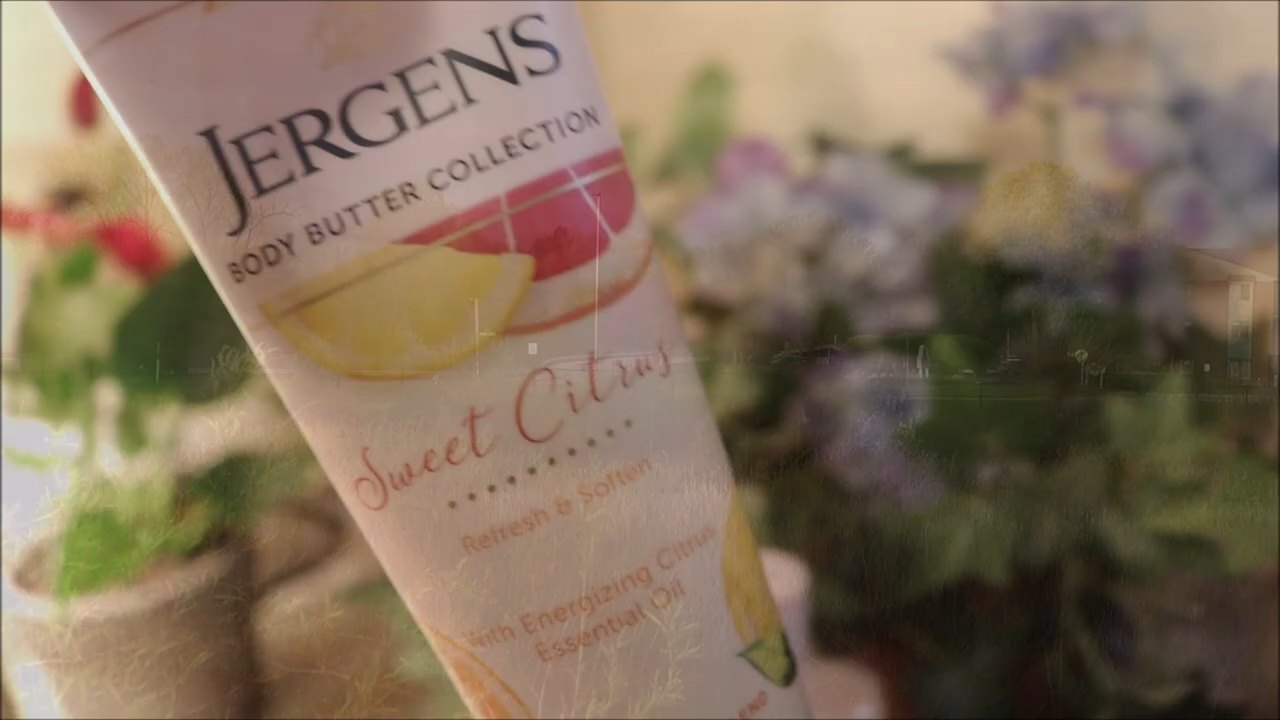 JERGENS
BODY BUTTER COLLECTION
Sweet Citrus
Refresh & Soften
with Energizing Citrus
Essential Oil